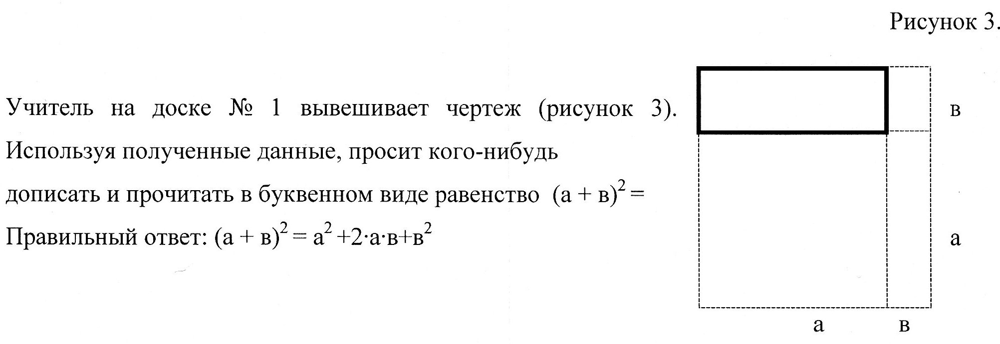 Рисунок 3.
Учитель на доске № 1 вывешивает чертеж (рисунок 3).
Используя полученные данные, просит кого-нибудь
дописать и прочитать в буквенном виде равенство (а + в)² =
Правильный ответ: (а + в)² = а² +2·а·в+в²
в
а
а в